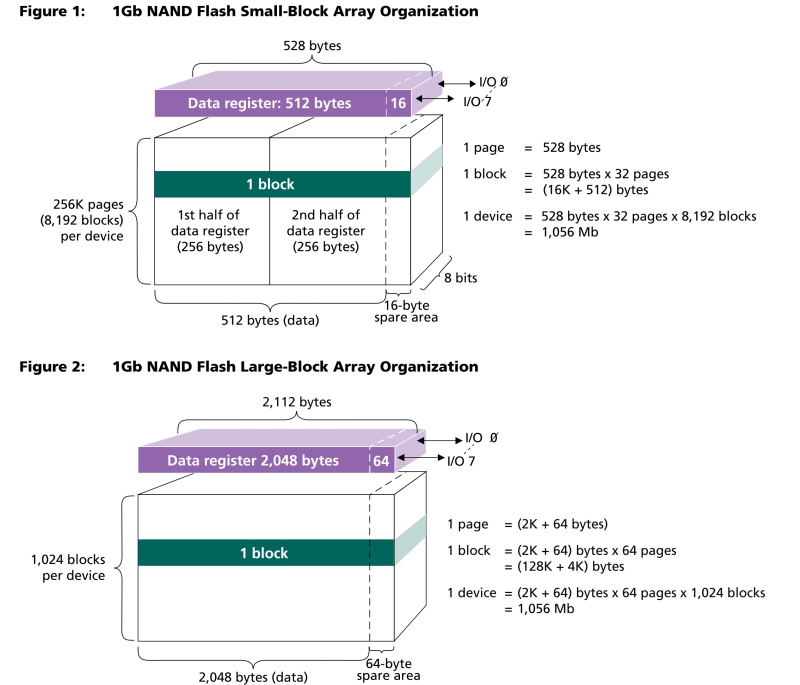 Figure 1: 1Gb NAND Flash Small-Block Array Organization
528 bytes
I/O Ø
Data register: 512 bytes 16
I/O 7
1 page = 528 bytes
1 block = 528 bytes x 32 pages
= (16K + 512) bytes
1 device = 528 bytes x 32 pages x 8,192 blocks
= 1,056 Mb
256K pages
(8,192 blocks)
per device
1 block
1st half of
data register
(256 bytes)
2nd half of
data register
(256 bytes)
8 bits
512 bytes (data)
16-byte
spare area
Figure 2: 1Gb NAND Flash Large-Block Array Organization
2,112 bytes
I/O Ø
Data register 2,048 bytes 64
I/O 7
1 page = (2K + 64 bytes)
1 block = (2K + 64) bytes x 64 pages
= (128K + 4K) bytes
1 device = (2K + 64) bytes x 64 pages x 1,024 blocks
= 1,056 Mb
1,024 blocks
per device
1 block
2,048 bytes (data)
64-byte
spare area